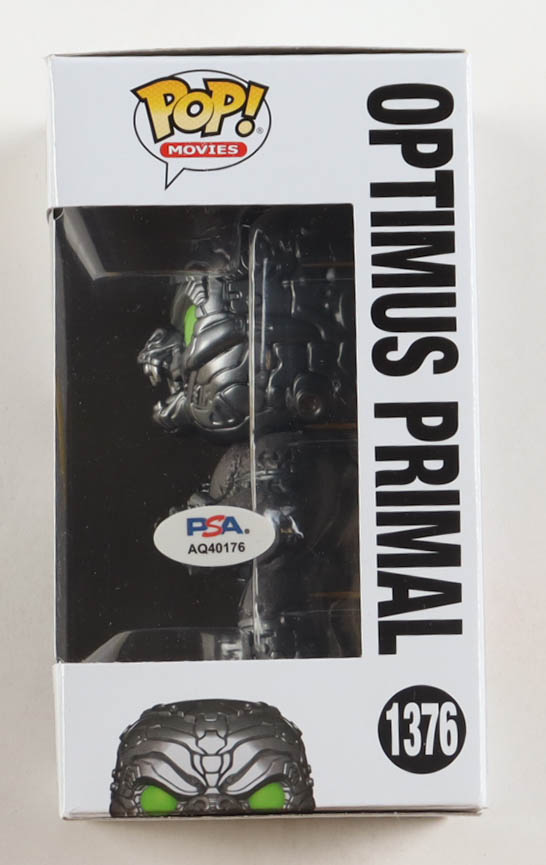 POP!
MOVIES
OPTIMUS PRIMAL
PSA.
AQ40176
1376